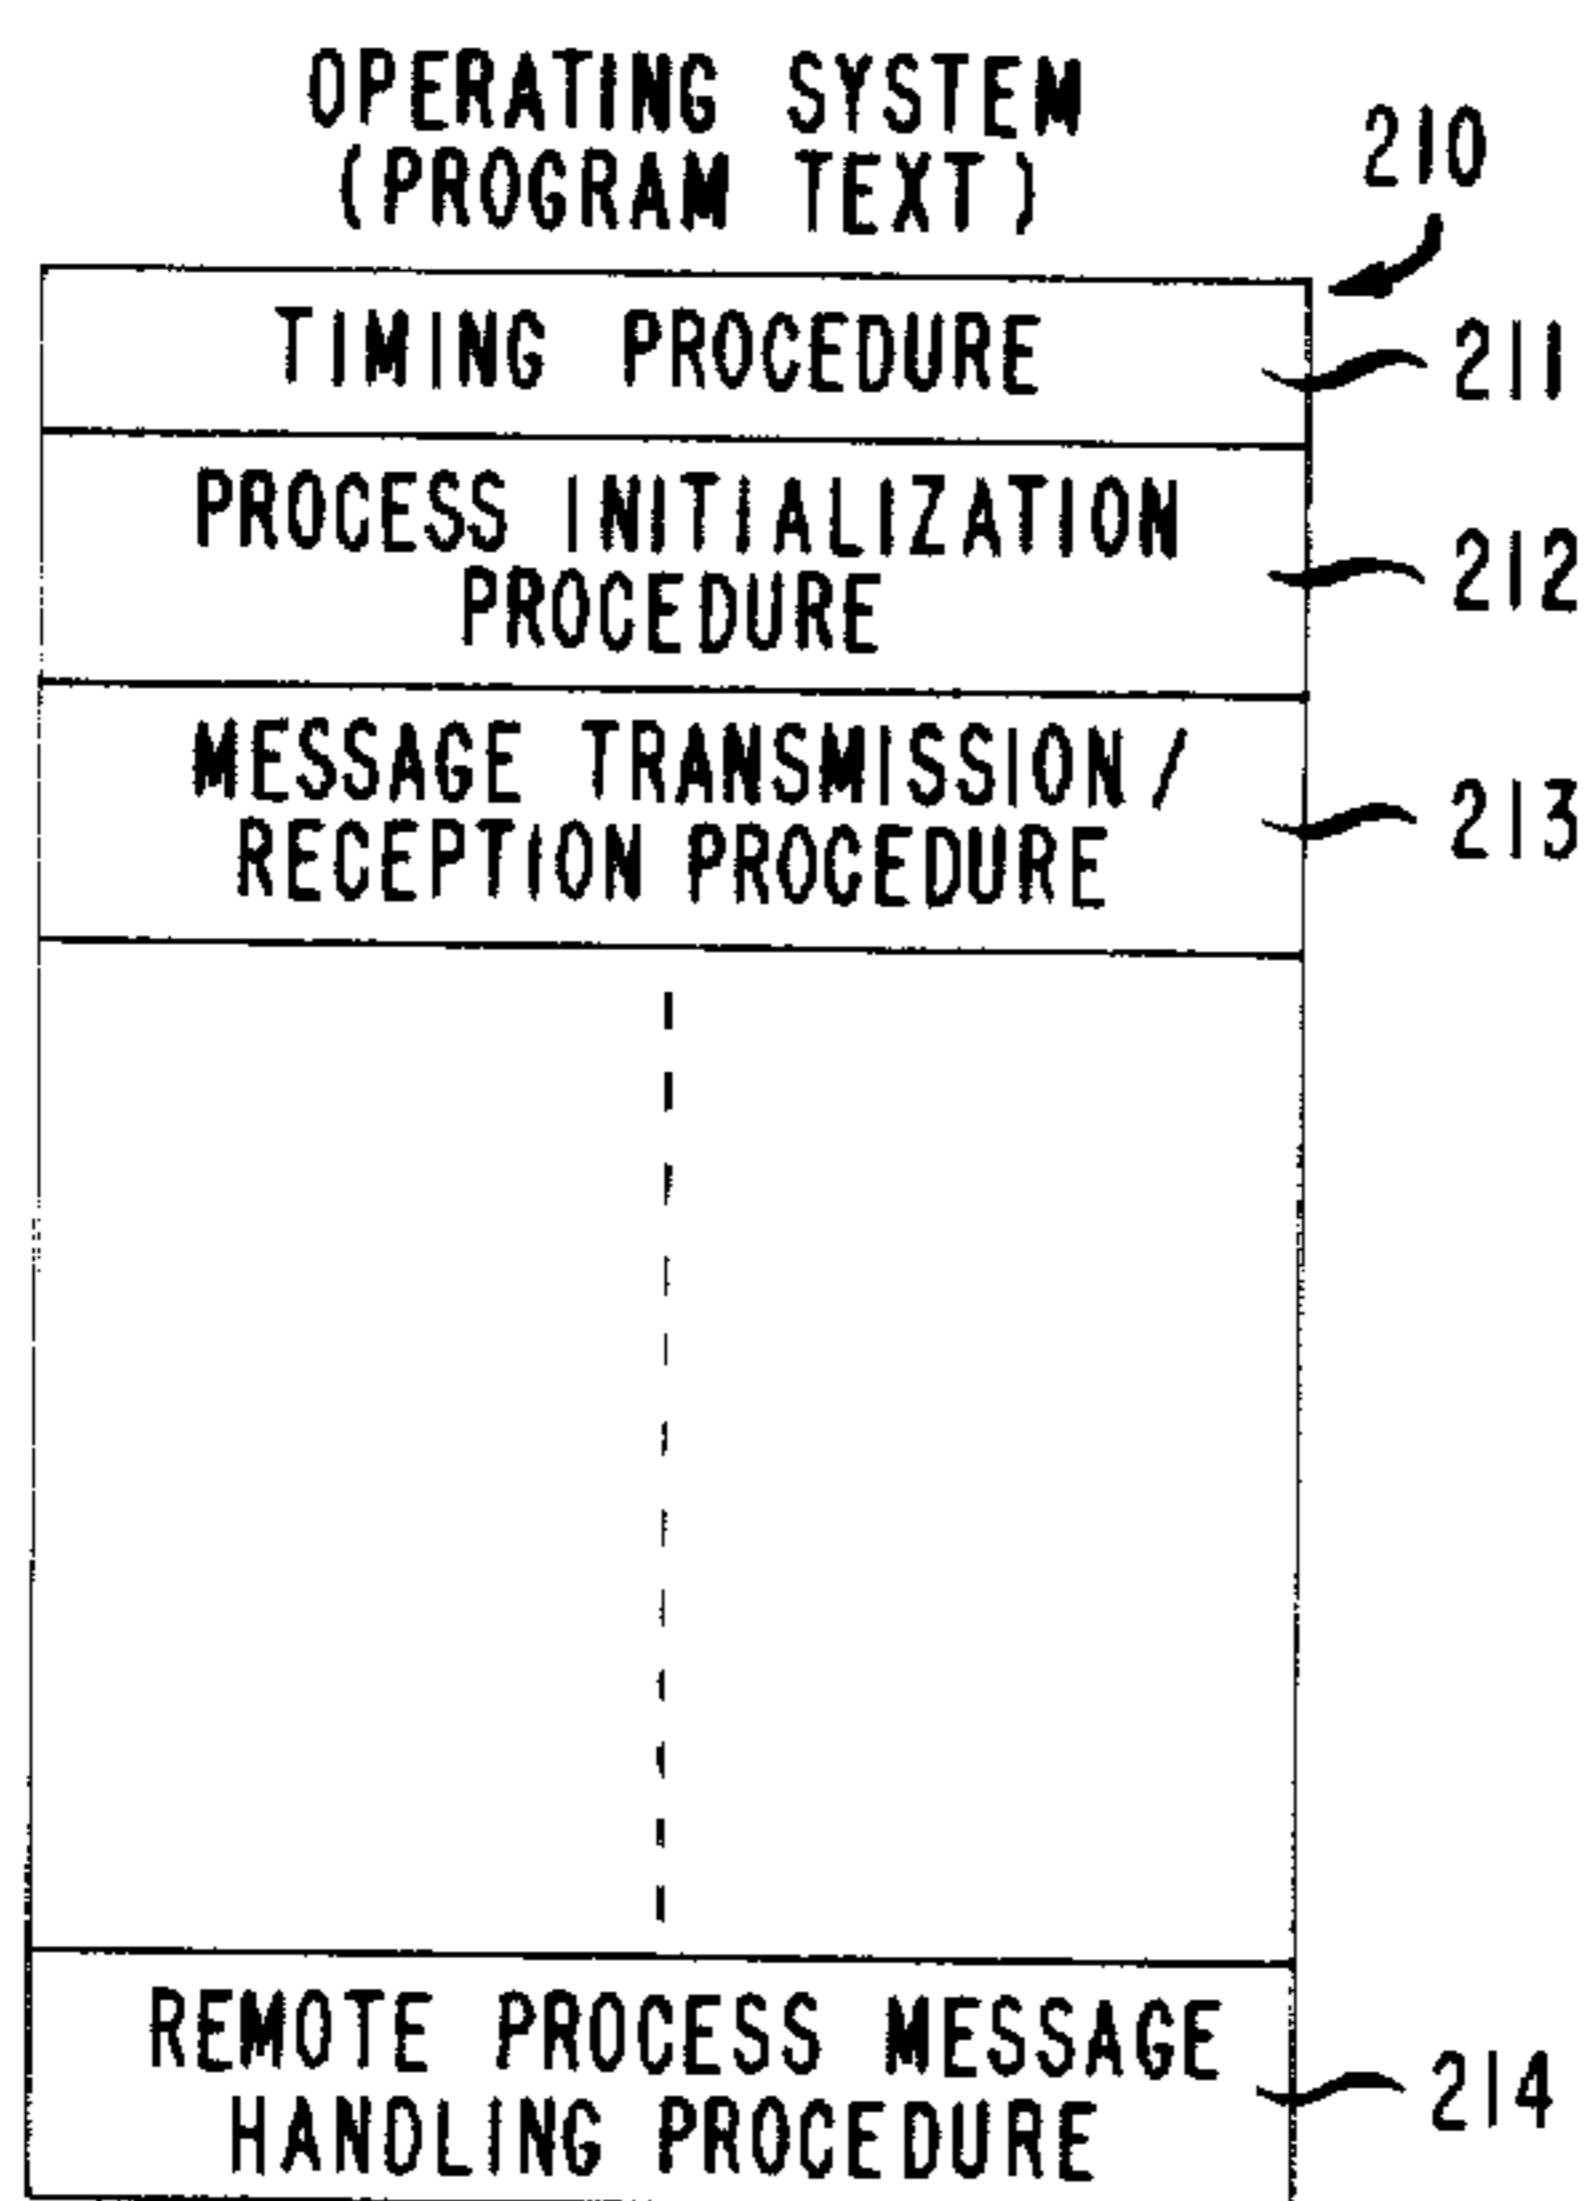 OPERATING SYSTEM
(PROGRAM TEXT)
210
TIMING PROCEDURE
211
PROCESS INITIALIZATION
PROCEDURE
212
MESSAGE TRANSMISSION/
RECEPTION PROCEDURE
213
REMOTE PROCESS MESSAGE
HANDLING PROCEDURE
214